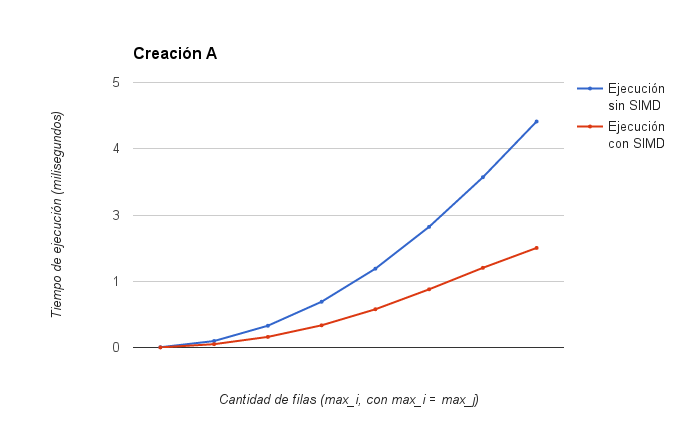 Creación A
5
4
3
1
0
Tiempo de ejecución (milisegundos)
Cantidad de filas (max_i, con max_i = max_j)
Ejecución
sin SIMD
Ejecución
con SIMD